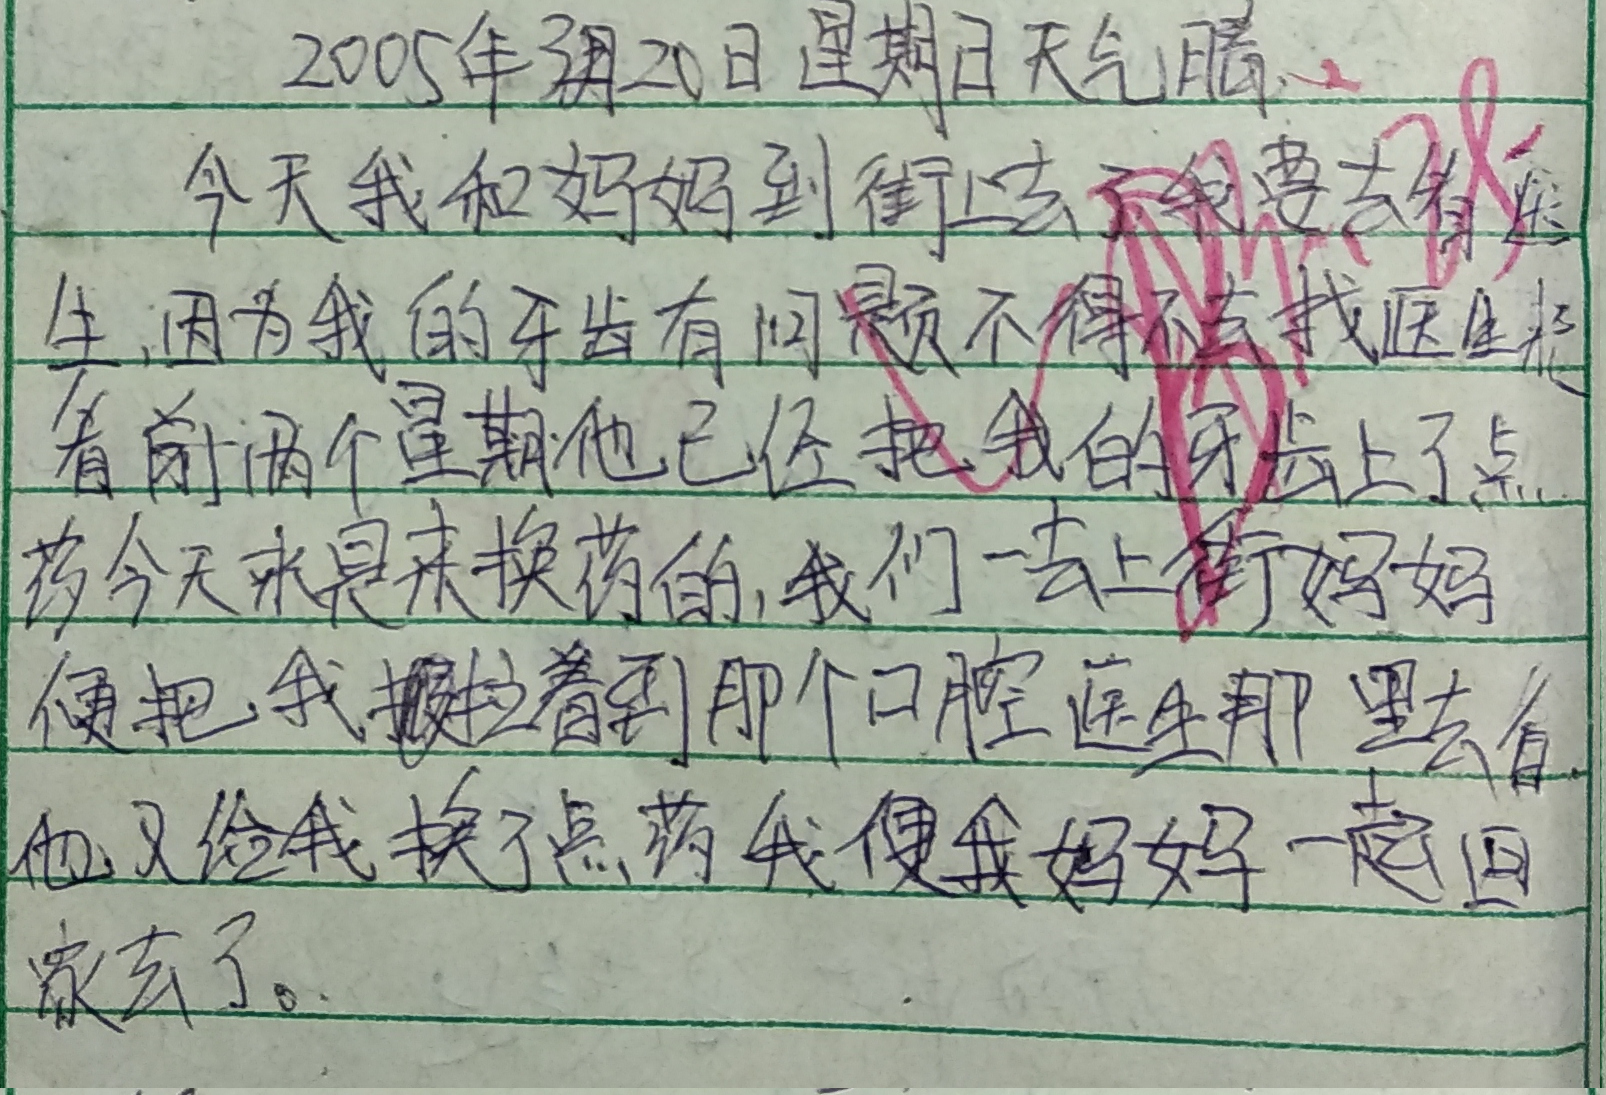 2005年3月20日星期日天气晴
今天我和妈妈到街上去了我要去看医
生,因为我的牙齿有问题不得不去找医生
看前两个星期他已经把我的牙齿上了点
药今天来是来换药的,我们一去上街妈妈
便把我拉着到那个口腔医生那里去看.
他又给我换了点药我便我妈妈一起回
家去了。